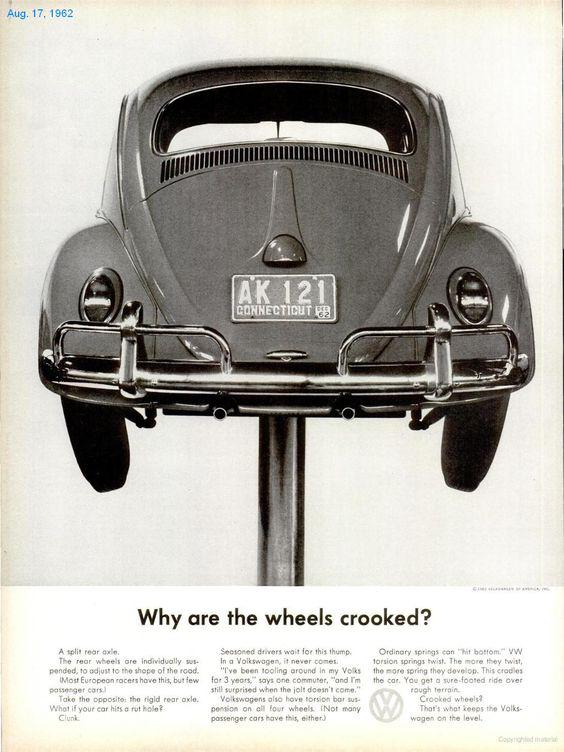 Aug. 17, 1962
AK 121
CONNECTICUT
62
© 1962 VOLKSWAGEN OF AMERICA, INC.
Why are the wheels crooked?
A split rear axle.
The rear wheels are individually sus-
pended, to adjust to the shape of the road.
(Most European racers have this, but few
passenger cars.)
Take the opposite: the rigid rear axle.
What if your car hits a rut hole?
Clunk.
Seasoned drivers wait for this thump.
In a Volkswagen, it never comes.
"I've been tooling around in my Volks
for 3 years," says one commuter, "and I'm
still surprised when the jolt doesn't come."
Volkswagens also have torsion bar sus-
pension on all four wheels. (Not many
passenger cars have this, either.)
Ordinary springs can "hit bottom." VW
torsion springs twist. The more they twist,
the more spring they develop. This cradles
the car. You get a sure-footed ride over
rough terrain.
Crooked wheels?
That's what keeps the Volks-
wagen on the level.
VW
Copyrighted material